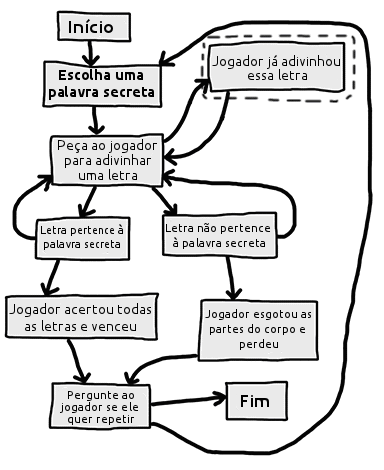 Início
Escolha uma
palavra secreta
Jogador já adivinhou
essa letra
Peça ao jogador
para adivinhar
uma letra
Letra pertence à
palavra secreta
Letra não pertence
à palavra secreta
Jogador acertou todas
as letras e venceu
Jogador esgotou as
partes do corpo e
perdeu
Pergunte ao
jogador se ele
quer repetir
Fim